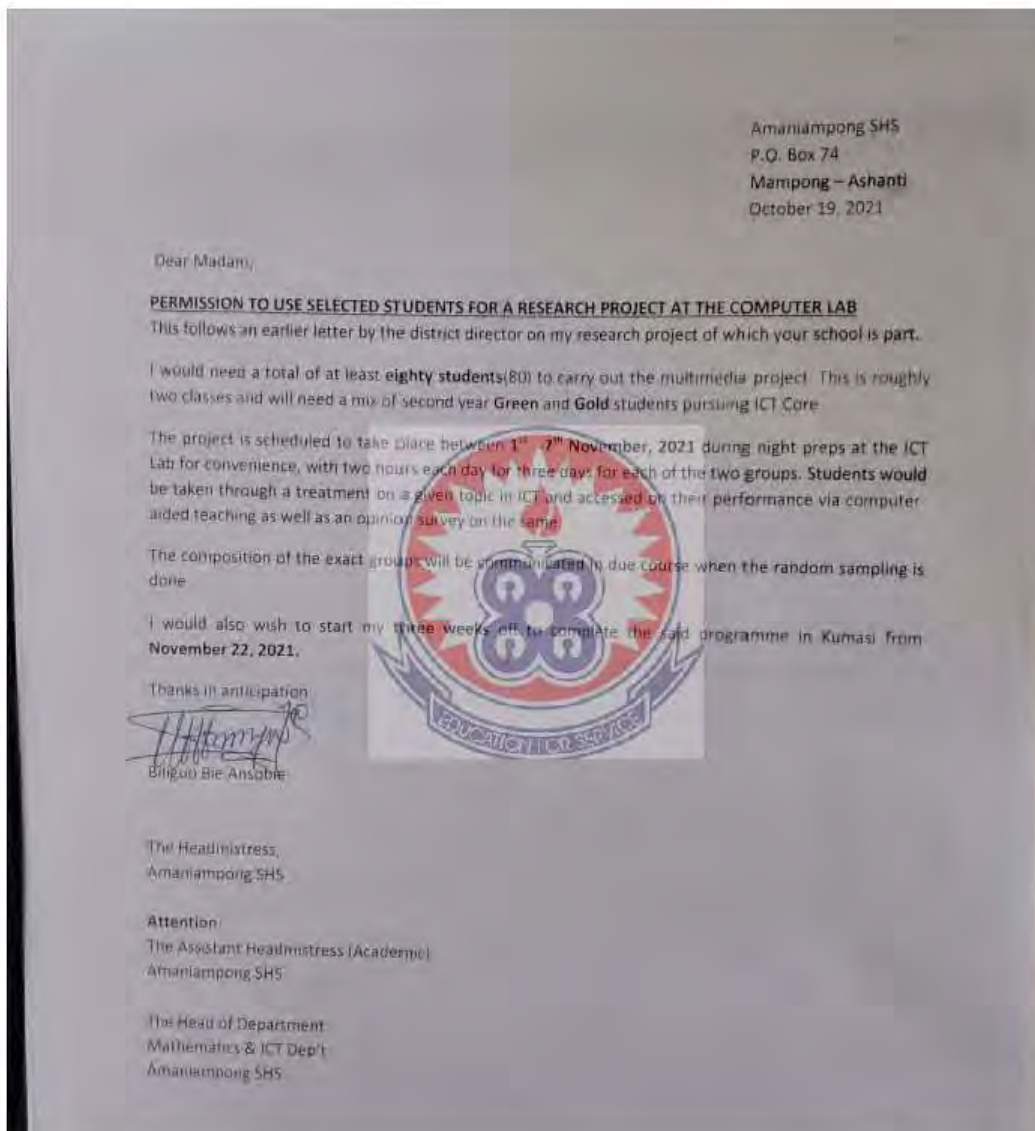 Amaniampong SHS
P.O. Box 74
Mampong – Ashanti
October 19, 2021
Dear Madam,
PERMISSION TO USE SELECTED STUDENTS FOR A RESEARCH PROJECT AT THE COMPUTER LAB
This follows an earlier letter by the district director on my research project of which your school is part.
I would need a total of at least eighty students(80) to carry out the multimedia project. This is roughly
two classes and will need a mix of second year Green and Gold students pursuing ICT Core
The project is scheduled to take place between 1st -7th November, 2021 during night preps at the ICT
Lab for convenience, with two hours each day for three days for each of the two groups. Students would
be taken through a treatment on a given topic in ICT and accessed on their performance via computer
aided teaching as well as an opinion survey on the same
The composition of the exact groups will be communicated in due course when the random sampling is
done
I would also wish to start my three weeks off to complete the said programme in Kumasi from
November 22, 2021.
Thanks in anticipation
Biliguo Bie Ansobie
EDUCATION FOR SERVICE
The Headmistress,
Amaniampong SHS
Attention
The Assistant Headmistress (Academic)
Amaniampong SHS
The Head of Department
Mathematics & ICT Dep't
Amaniampong SHS